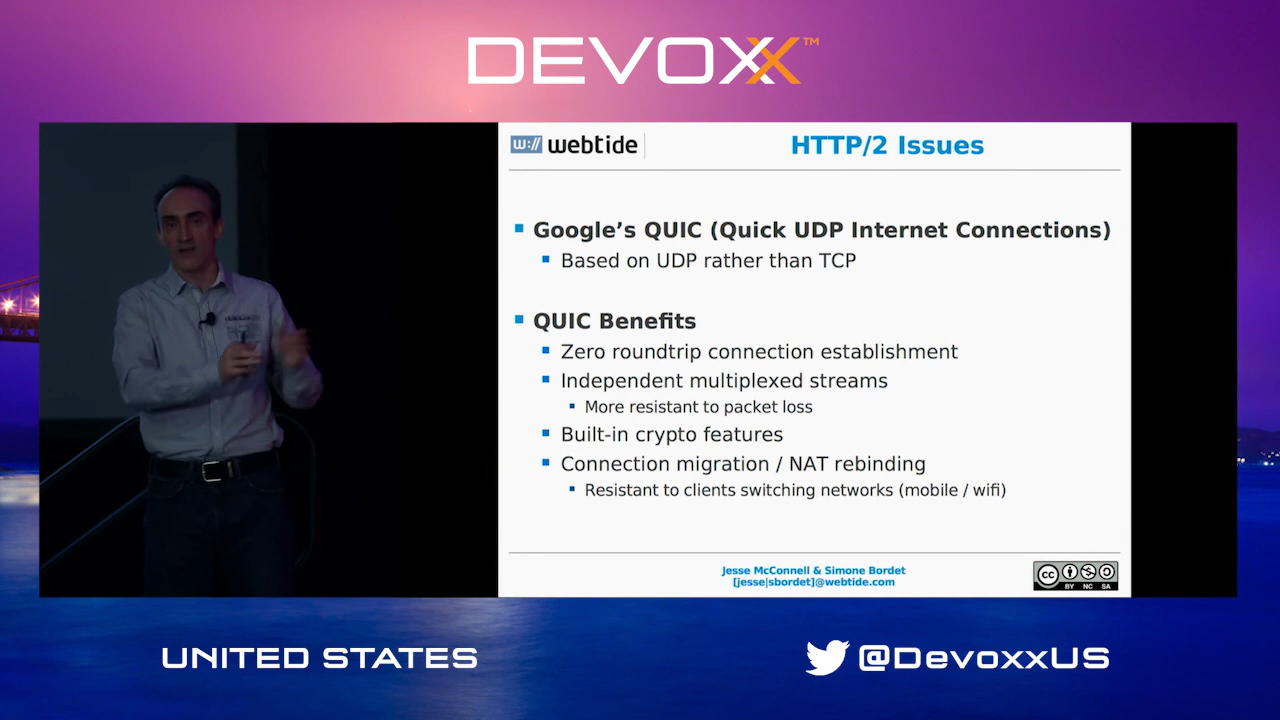 DEVOXX™
w:// webtide
HTTP/2 Issues
Google’s QUIC (Quick UDP Internet Connections)
Based on UDP rather than TCP
QUIC Benefits
Zero roundtrip connection establishment
Independent multiplexed streams
More resistant to packet loss
Built-in crypto features
Connection migration / NAT rebinding
Resistant to clients switching networks (mobile / wifi)
Jesse McConnell & Simone Bordet
[jesse|sbordet]@webtide.com
cc
BY NC SA
UNITED STATES
@DevoxxUS